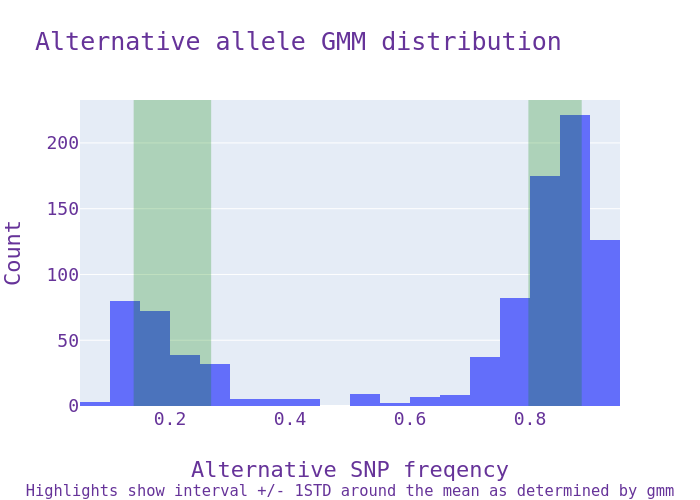 Alternative allele GMM distribution
200
150
100
50
0
Count
0.2 0.4 0.6 0.8
Alternative SNP freqency
Highlights show interval +/- 1STD around the mean as determined by gmm